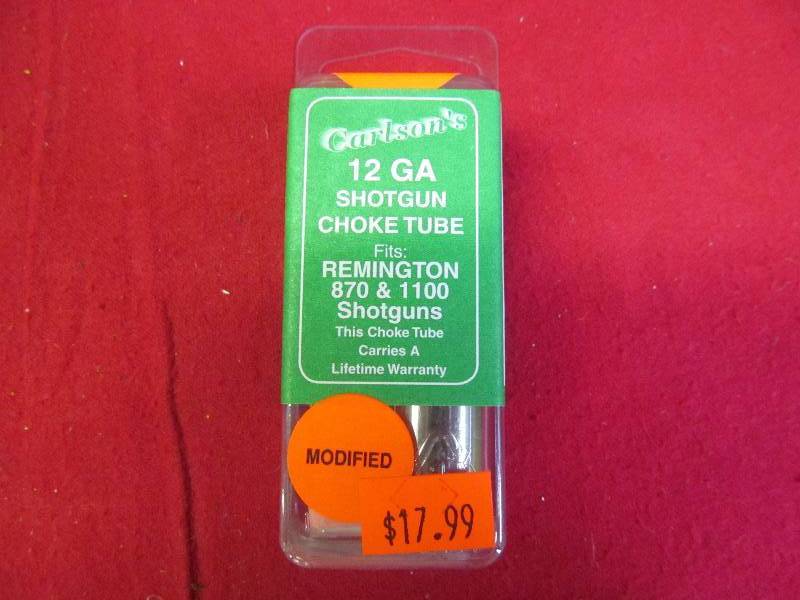 Carlson's
12 GA
SHOTGUN
CHOKE TUBE
Fits:
REMINGTON
870 & 1100
Shotguns
This Choke Tube
Carries A
Lifetime Warranty
MODIFIED
$17.99